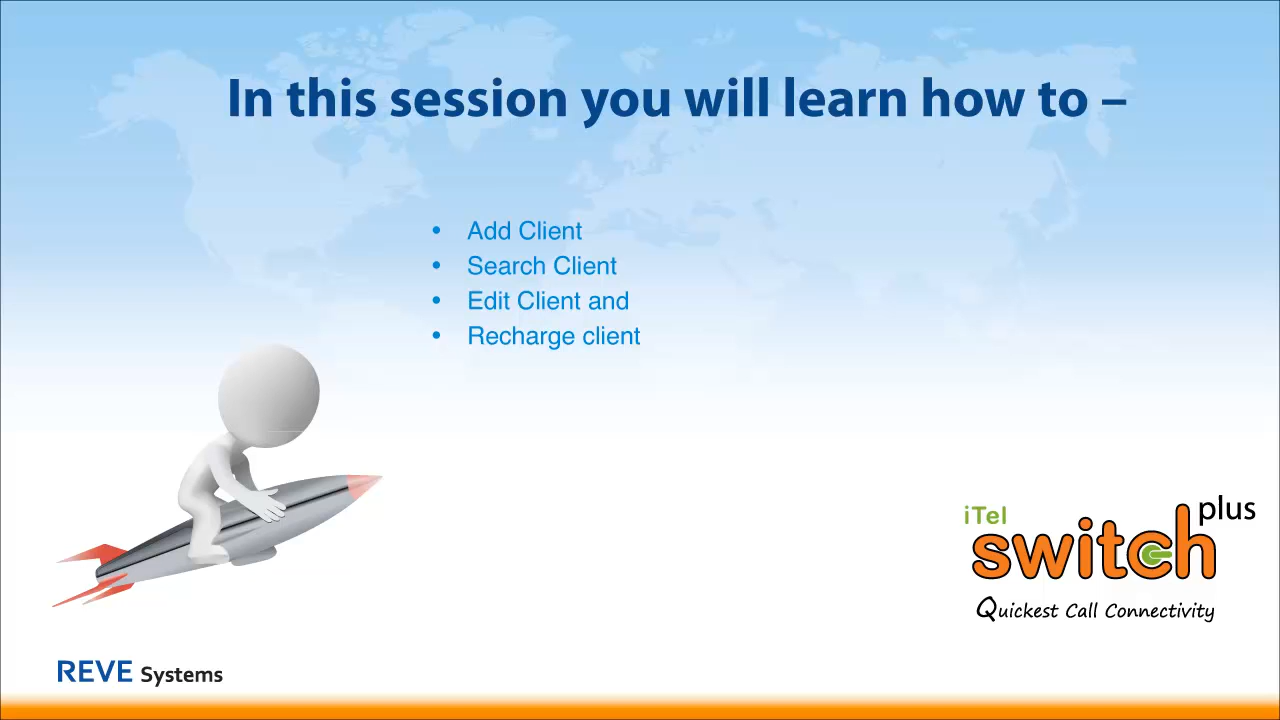 In this session you will learn how to –
• Add Client
• Search Client
• Edit Client and
• Recharge client
iTel
switch plus
Quickest Call Connectivity
REVE Systems